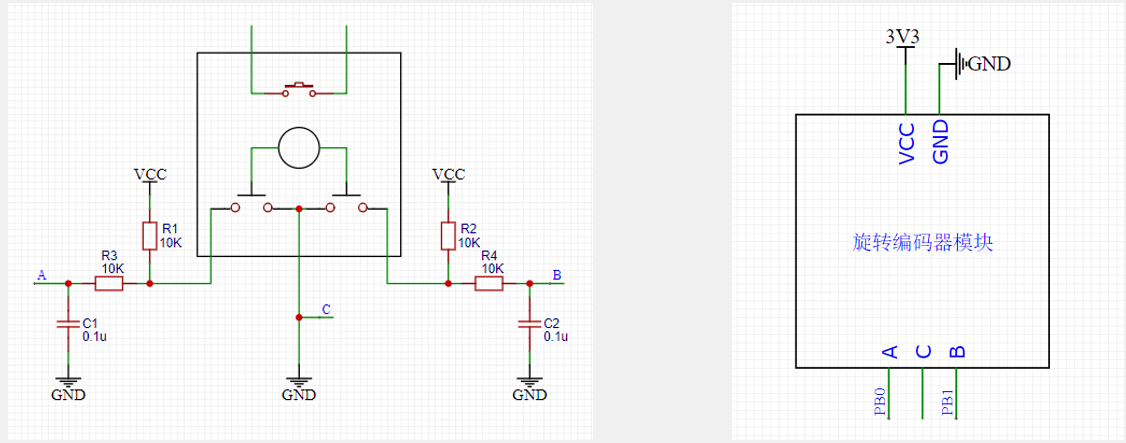 VCC
R1
10K
R3
10K
A
C1
0.1u
GND
C
GND
VCC
R2
10K
R4
10K
B
C2
0.1u
GND
3V3
GND
VCC
GND
旋转编码器模块
A
C
B
PB0
PB1